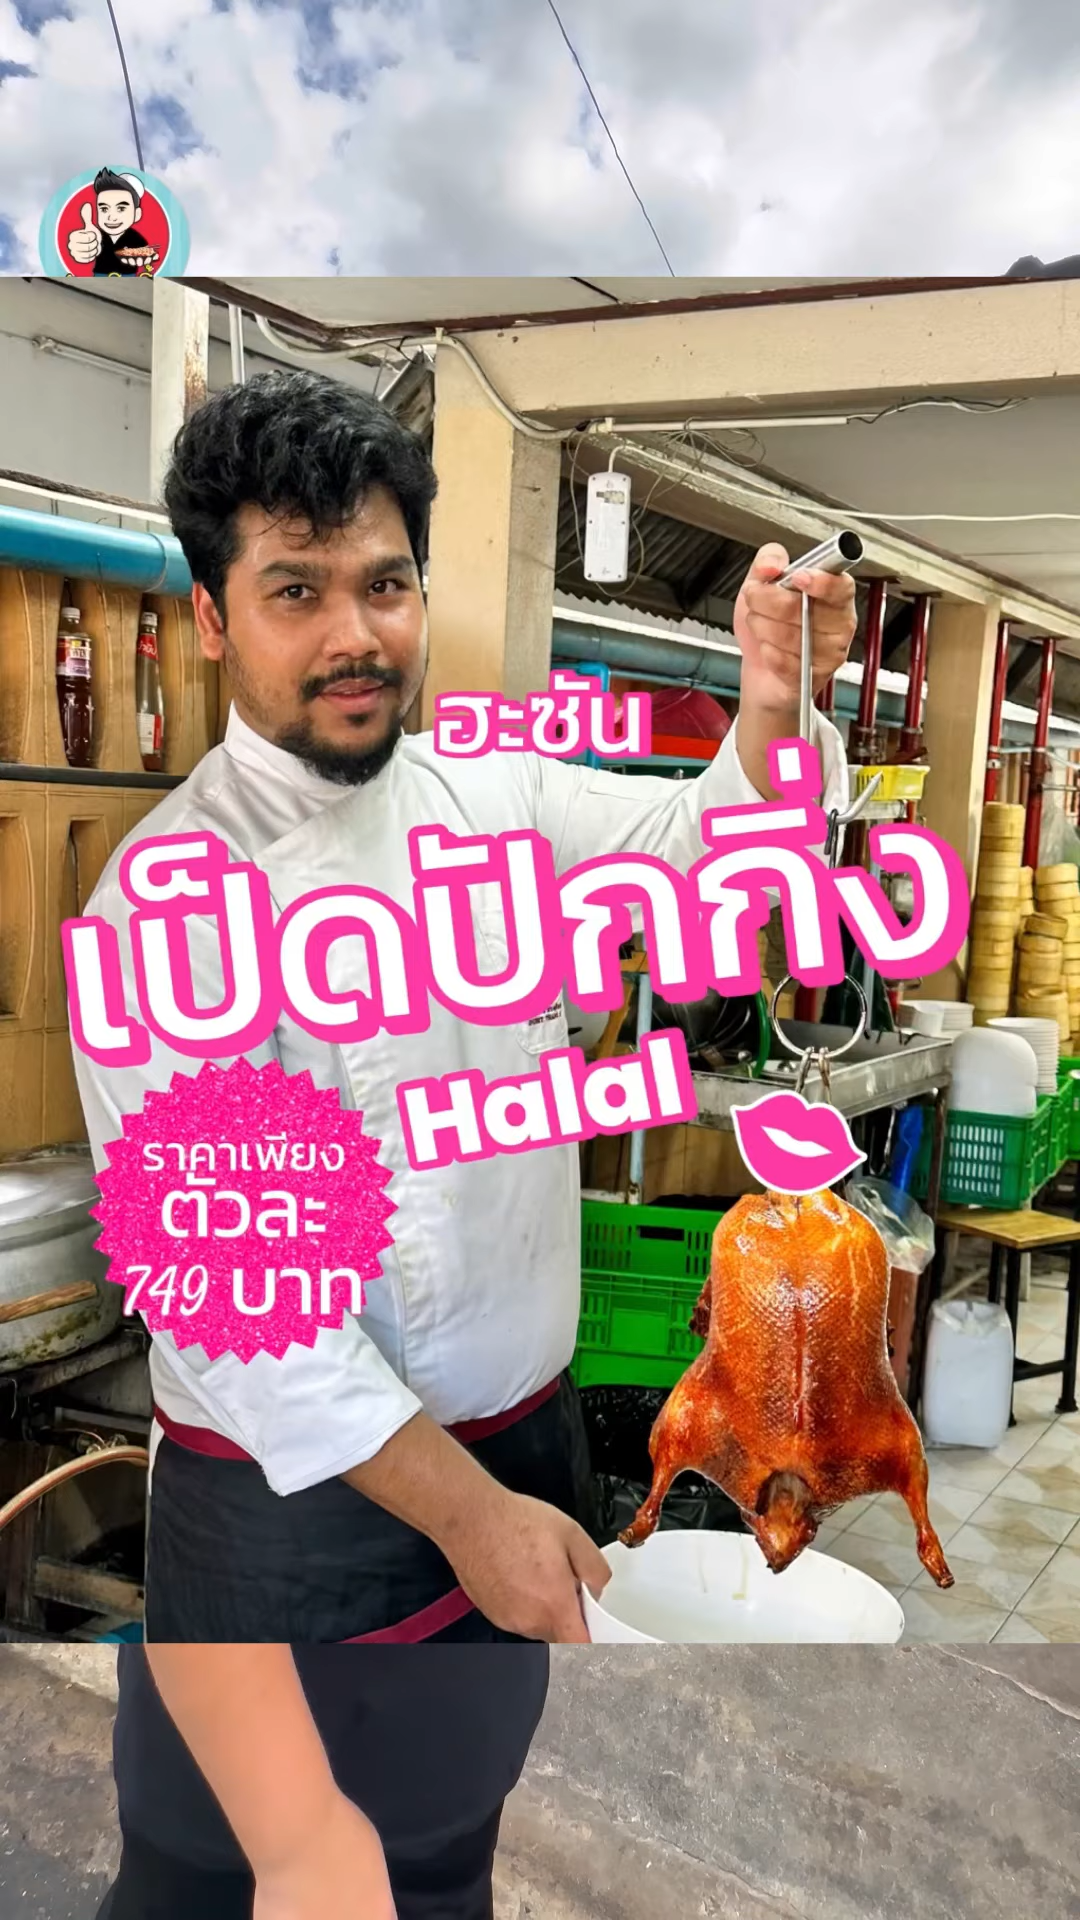 ฮะซัน
เป็ดปักกิ่ง
Halal
ราคาเพียง
ตัวละ
749 บาท